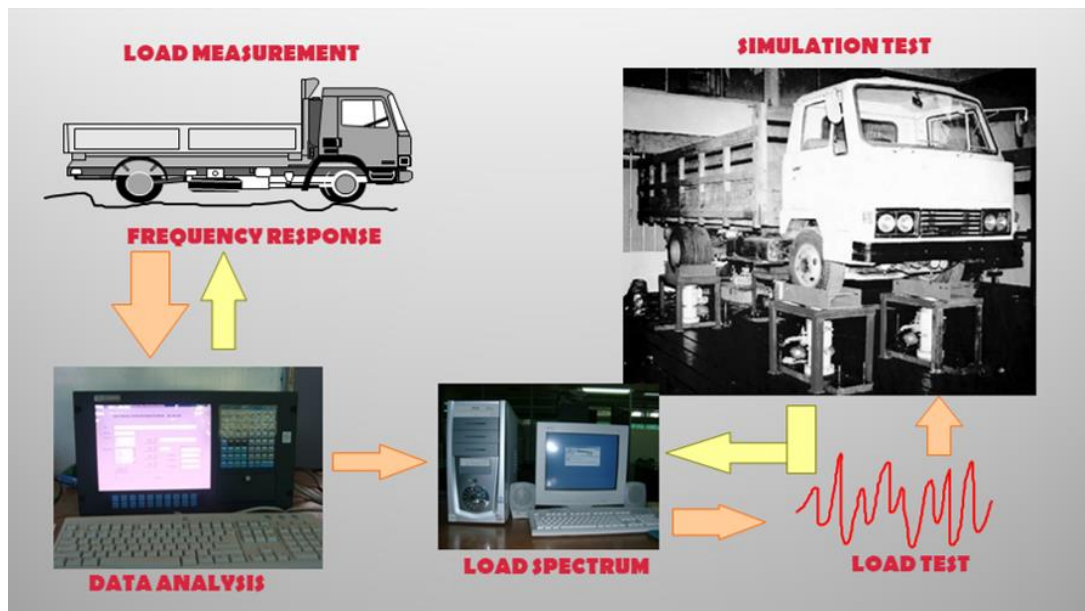 LOAD MEASUREMENT
SIMULATION TEST
FREQUENCY RESPONSE
DATA ANALYSIS
LOAD SPECTRUM
LOAD TEST